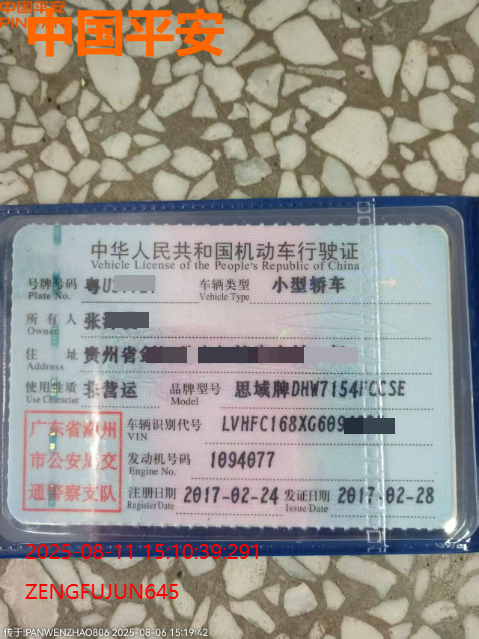 中国平安
PIN
中国平安
中华人民共和国机动车行驶证
Vehicle License of the People's Republic of China
号牌号码 粤U 车辆类型 小型轿车
Plate No. Vehicle Type
所有人 张
Owner
住址 贵州省
Address
使用性质 非营运 品牌型号 思域牌DHW7154FCCSE
Use Character Model
广东省潮州 车辆识别代号 LVHFC168XG609
VIN
市公安局交 发动机号码 1094077
Engine No.
通警察支队 注册日期 2017-02-24 发证日期 2017-02-28
Register Date Issue Date
2025-08-11 15:10:39:291
ZENGFUJUN645
传于:PANWENZHAO806 2025-08-06 15:19:42